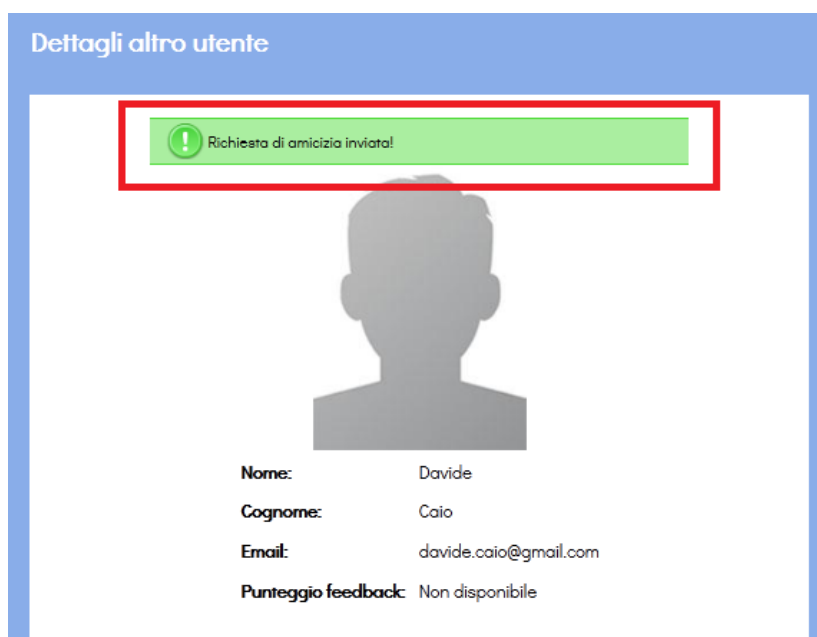 Dettagli altro utente
Richiesta di amicizia inviata!
Nome: Davide
Cognome: Caio
Email: davide.caio@gmail.com
Punteggio feedback: Non disponibile